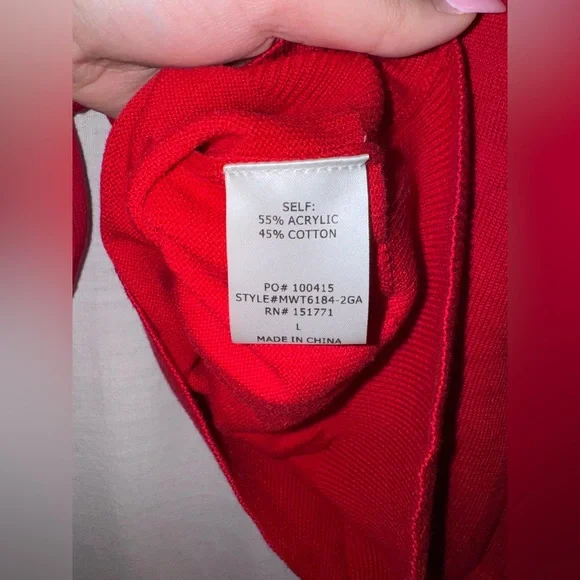 SELF:
55% ACRYLIC
45% COTTON
PO# 100415
STYLE#MWT6184-2GA
RN# 151771
L
MADE IN CHINA